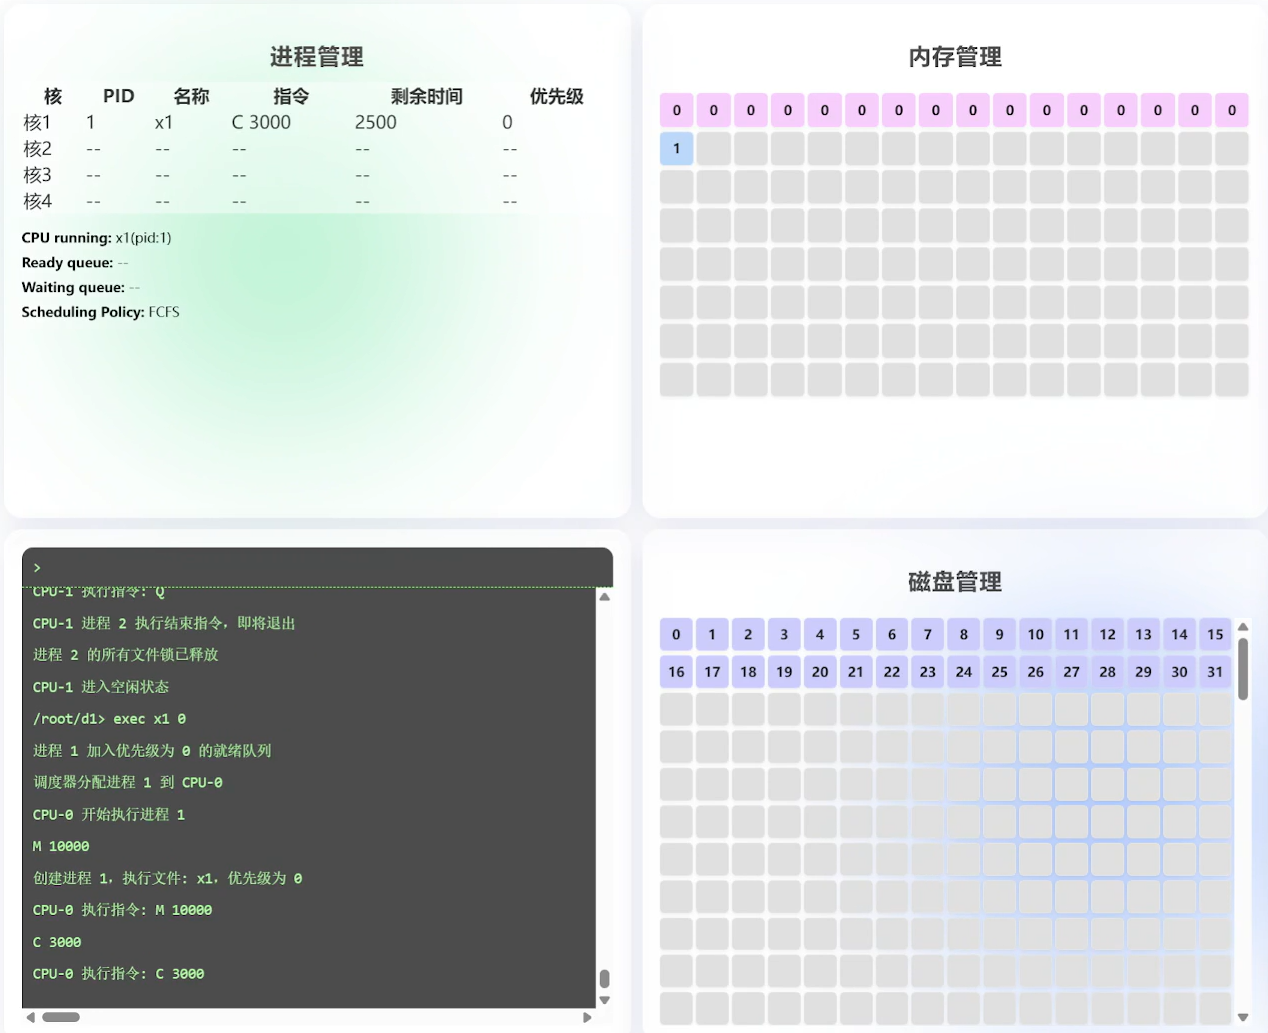 进程管理
核 PID 名称 指令 剩余时间 优先级
核1 1 x1 C 3000 2500 0
核2 -- -- -- -- --
核3 -- -- -- -- --
核4 -- -- -- -- --
CPU running: x1(pid:1)
Ready queue: --
Waiting queue: --
Scheduling Policy: FCFS
内存管理
0 0 0 0 0 0 0 0 0 0 0 0 0 0 0 0
1
>
CPU-1 执行指令: Q
CPU-1 进程 2 执行结束指令，即将退出
进程 2 的所有文件锁已释放
CPU-1 进入空闲状态
/root/d1> exec x1 0
进程 1 加入优先级为 0 的就绪队列
调度器分配进程 1 到 CPU-0
CPU-0 开始执行进程 1
M 10000
创建进程 1，执行文件: x1，优先级为 0
CPU-0 执行指令: M 10000
C 3000
CPU-0 执行指令: C 3000
磁盘管理
0 1 2 3 4 5 6 7 8 9 10 11 12 13 14 15
16 17 18 19 20 21 22 23 24 25 26 27 28 29 30 31